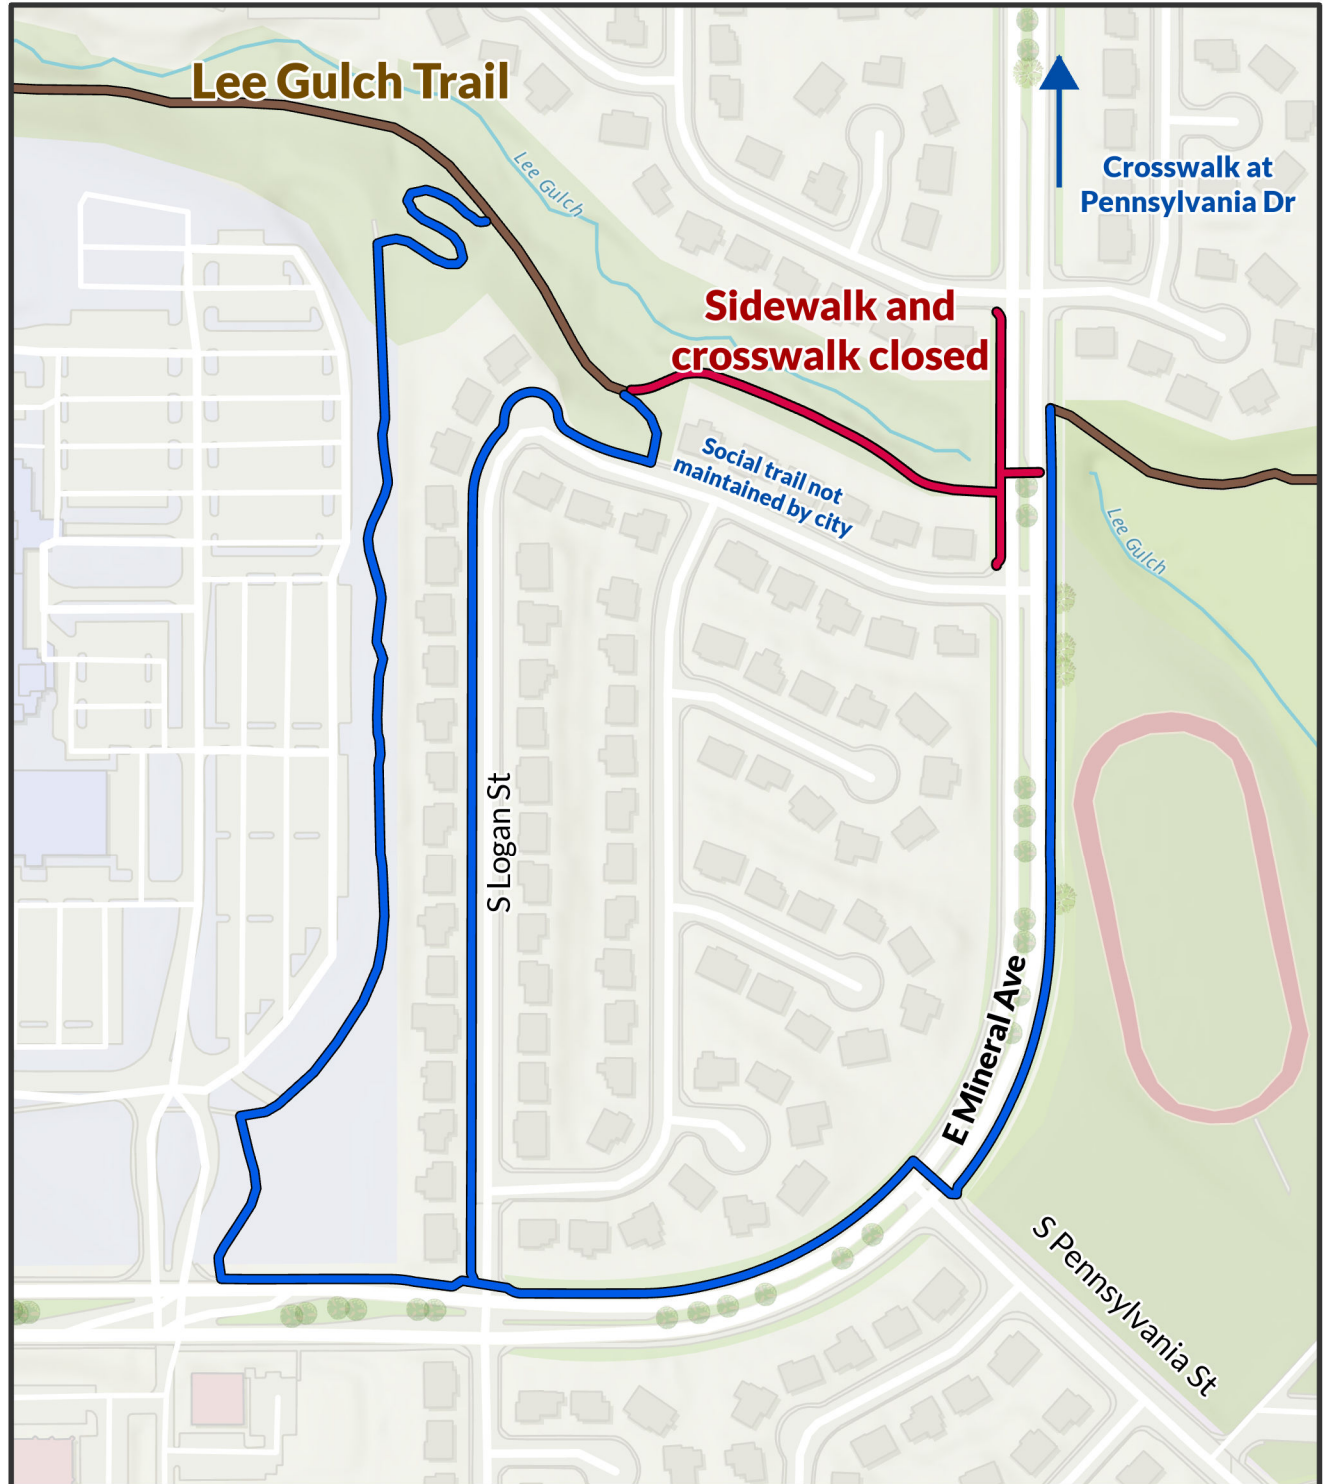 Lee Gulch Trail
Lee Gulch
Crosswalk at
Pennsylvania Dr
Sidewalk and
crosswalk closed
Social trail not
maintained by city
Lee Gulch
S Logan St
E Mineral Ave
S Pennsylvania St